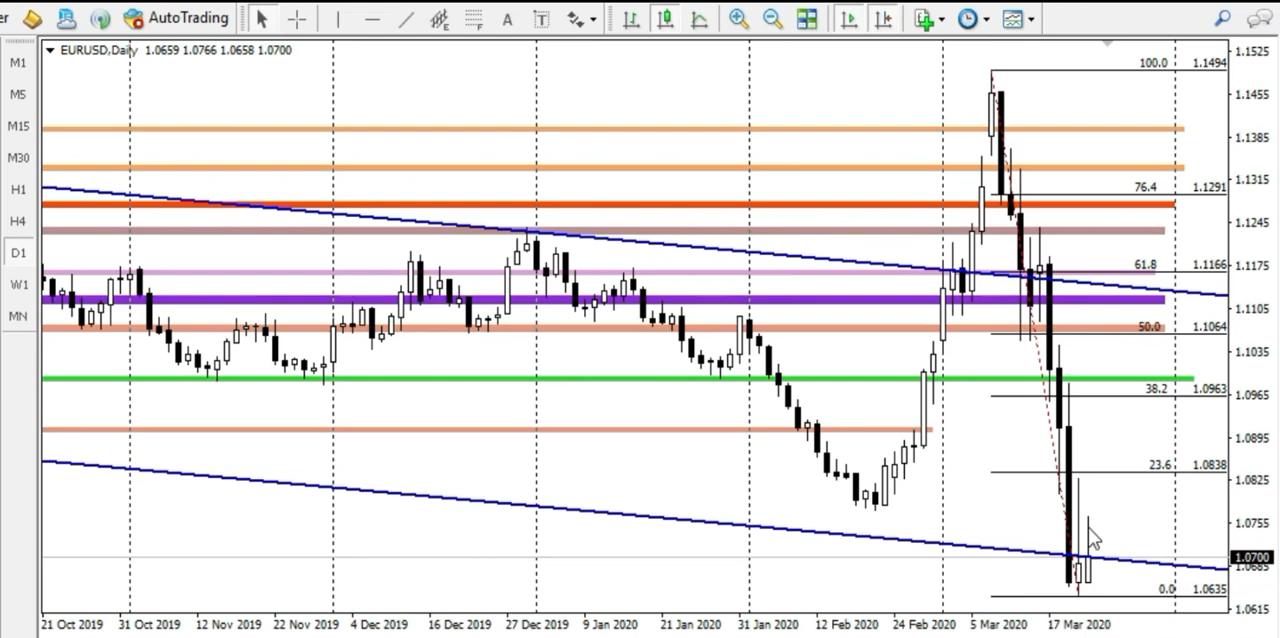 AutoTrading
A
T
EURUSD,Daily 1.0659 1.0766 1.0658 1.0700
M1
M5
M15
M30
H1
H4
D1
W1
MN
100.0 1.1494
76.4 1.1291
61.8 1.1166
50.0 1.1064
38.2 1.0963
23.6 1.0838
0.0 1.0635
1.1525
1.1455
1.1385
1.1315
1.1245
1.1175
1.1105
1.1035
1.0965
1.0895
1.0825
1.0755
1.0700
1.0685
1.0615
21 Oct 2019 31 Oct 2019 12 Nov 2019 22 Nov 2019 4 Dec 2019 16 Dec 2019 27 Dec 2019 9 Jan 2020 21 Jan 2020 31 Jan 2020 12 Feb 2020 24 Feb 2020 5 Mar 2020 17 Mar 2020